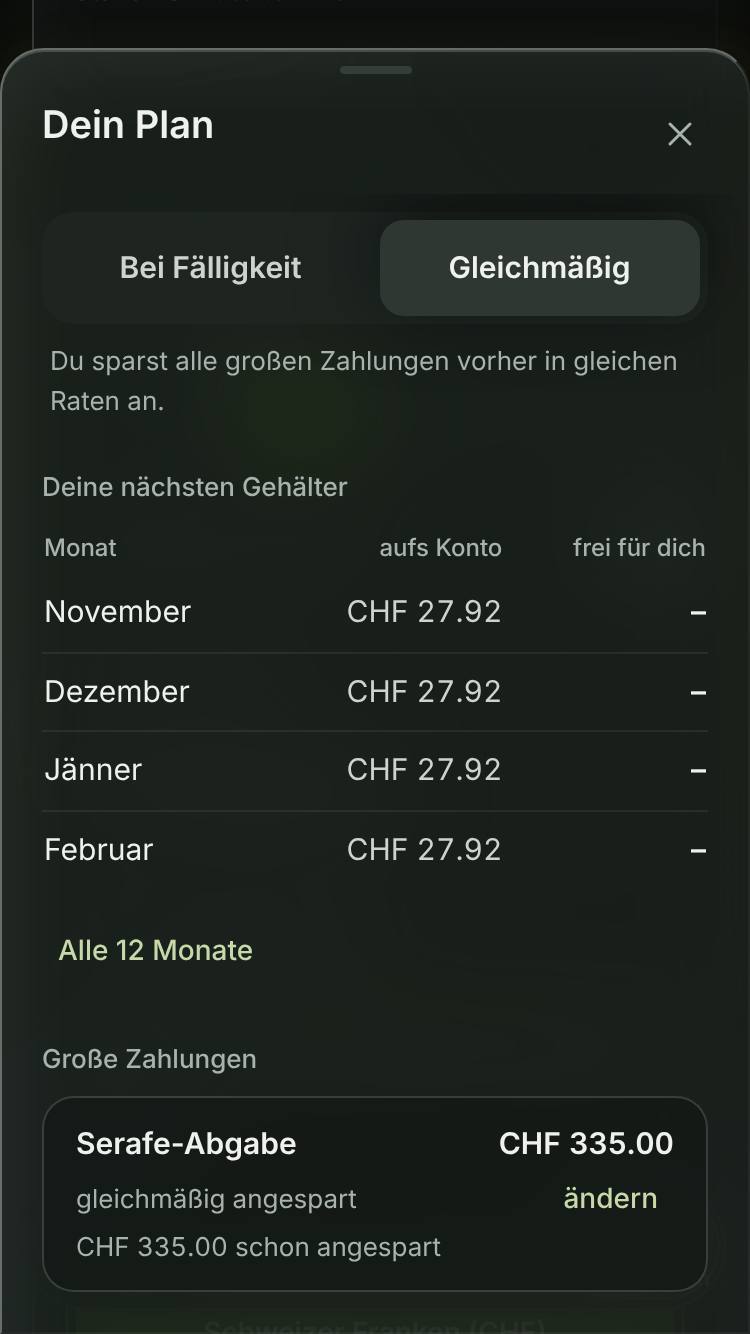 Dein Plan
Bei Fälligkeit
Gleichmäßig
Du sparst alle großen Zahlungen vorher in gleichen
Raten an.
Deine nächsten Gehälter
Monat aufs Konto frei für dich
November CHF 27.92 –
Dezember CHF 27.92 –
Jänner CHF 27.92 –
Februar CHF 27.92 –
Alle 12 Monate
Große Zahlungen
Serafe-Abgabe CHF 335.00
gleichmäßig angespart ändern
CHF 335.00 schon angespart
Schweizer Franken (CHF)